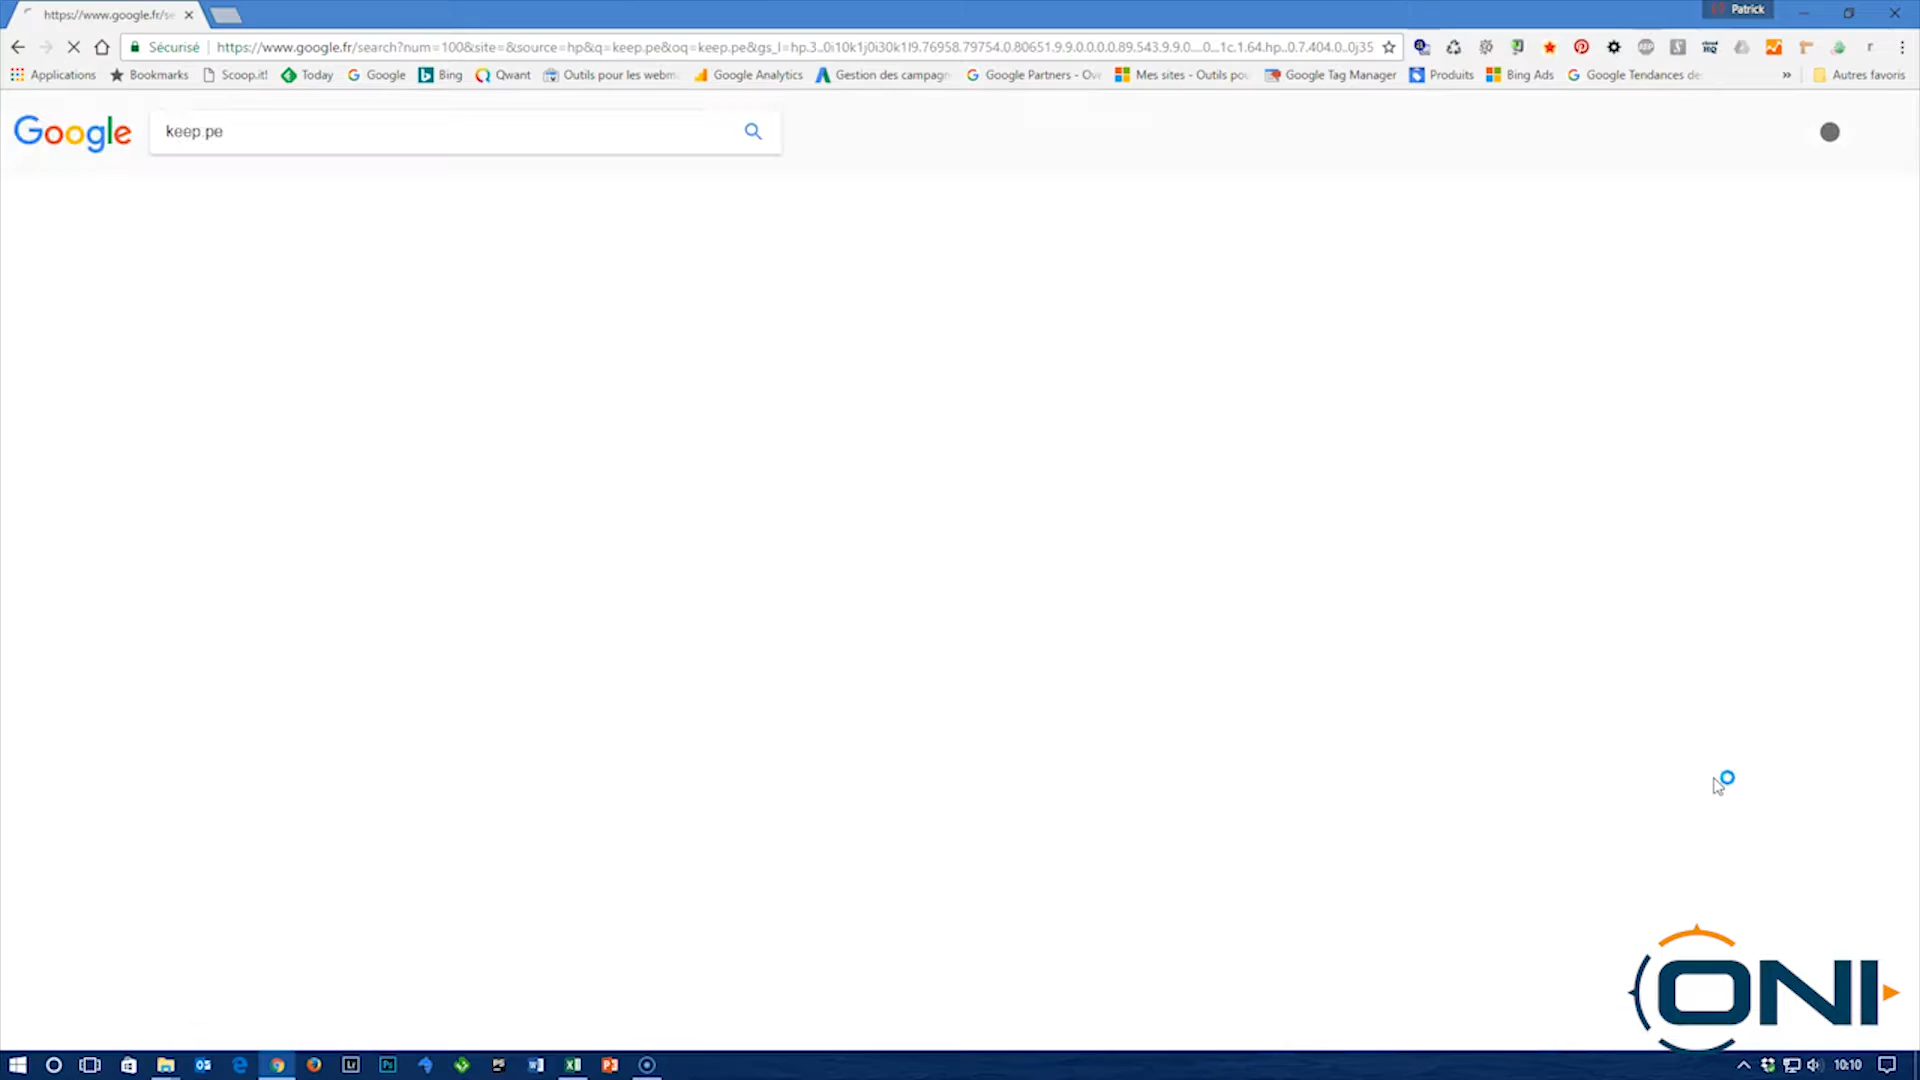 https://www.google.fr/se
Patrick
Sécurisé
https://www.google.fr/search?num=100&site=&source=hp&q=keep.pe&oq=keep.pe&gs_l=hp.3..0i10k1j0i30k1l9.76958.79754.0.80651.9.9.0.0.0.0.89.543.9.9.0....0...1c.1.64.hp..0.7.404.0..0j35
Applications Bookmarks Scoop.it! Today Google Bing Qwant Outils pour les webm Google Analytics Gestion des campagn Google Partners - Ov Mes sites - Outils po Google Tag Manager Produits Bing Ads Google Tendances de » Autres favoris
Google keep.pe
ONI
10:10